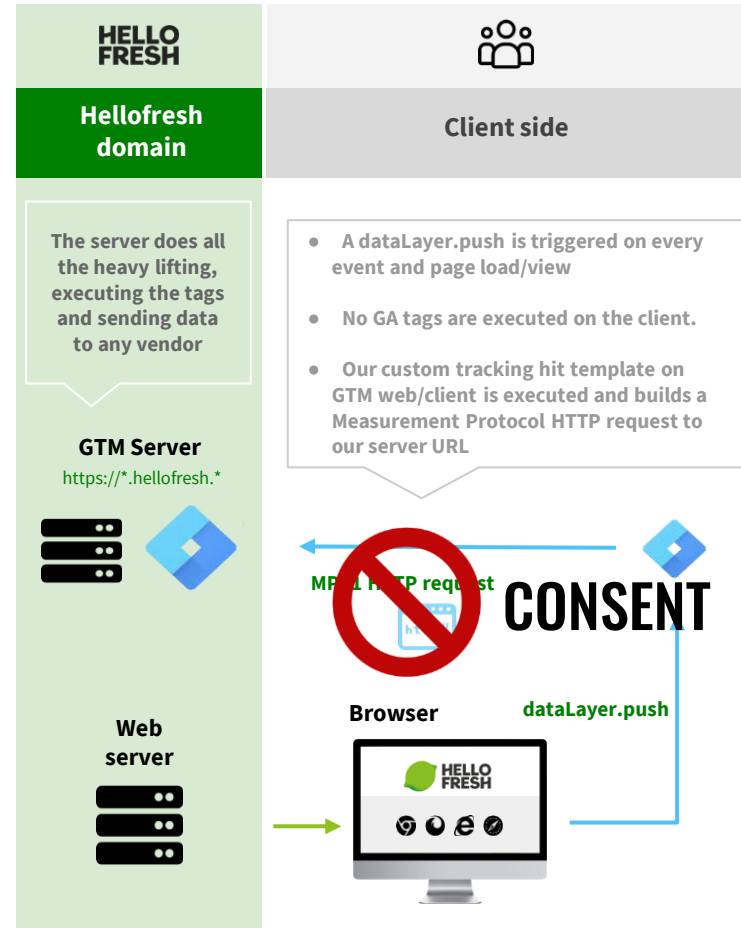 HELLO
FRESH
Hellofresh
domain
Client side
The server does all
the heavy lifting,
executing the tags
and sending data
to any vendor
● A dataLayer.push is triggered on every
event and page load/view
● No GA tags are executed on the client.
● Our custom tracking hit template on
GTM web/client is executed and builds a
Measurement Protocol HTTP request to
our server URL
GTM Server
https://*.hellofresh.*
request
CONSENT
Web
server
Browser
dataLayer.push
HELLO
FRESH